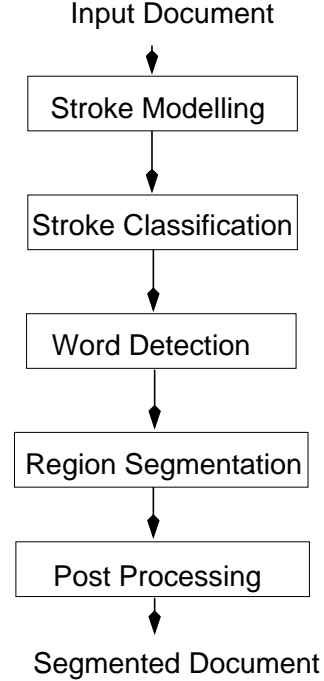 Input Document
Stroke Modelling
Stroke Classification
Word Detection
Region Segmentation
Post Processing
Segmented Document